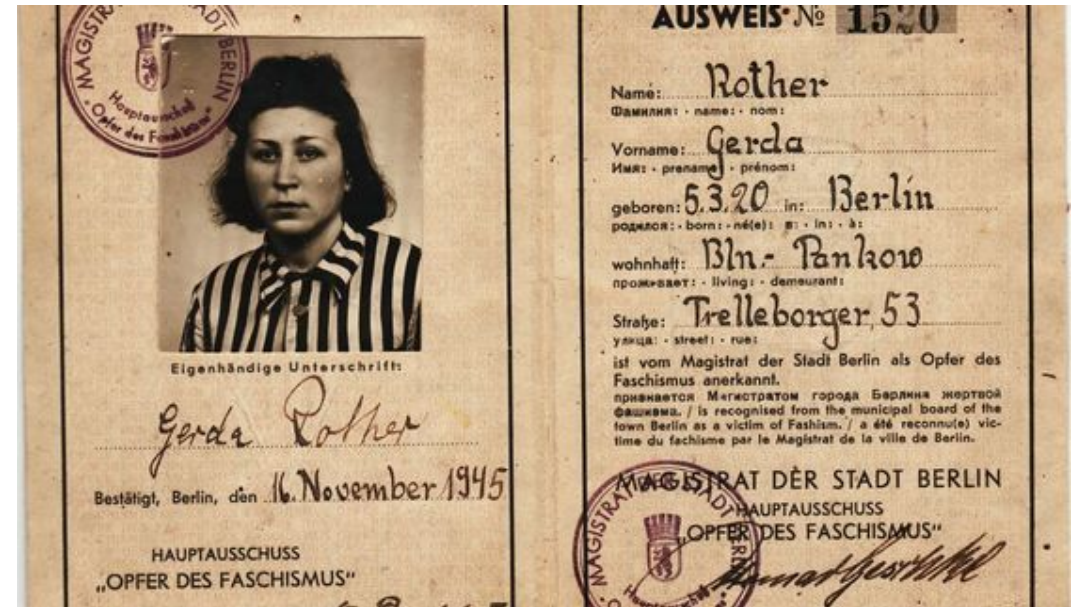 MAGISTRAT DER STADT BERLIN
Hauptausschuß
"Opfer des Faschismus"
Eigenhändige Unterschrift:
Gerda Rother
Bestätigt, Berlin, den 16. November 1945
HAUPTAUSSCHUSS
„OPFER DES FASCHISMUS“
AUSWEIS № 1520
Name: Rother
Фамилия: · name: · nom:
Vorname: Gerda
Имя: · prename · prénom:
geboren: 5.3.20 in: Berlin
родился: · born: · né(e): в: · in: · à:
wohnhaft: Bln.- Pankow
проживает: · living: · demeurant:
Straße: Trelleborger 53
улица: · street: · rue:
ist vom Magistrat der Stadt Berlin als Opfer des
Faschismus anerkannt.
признается Магистратом города Берлина жертвой
фашизма. / is recognised from the municipal board of the
town Berlin as a victim of Fashism. / a été reconnu(e) vic-
time du fachisme par le Magistrat de la ville de Berlin.
MAGISTRAT DER STADT BERLIN
HAUPTAUSSCHUSS
„OPFER DES FASCHISMUS“